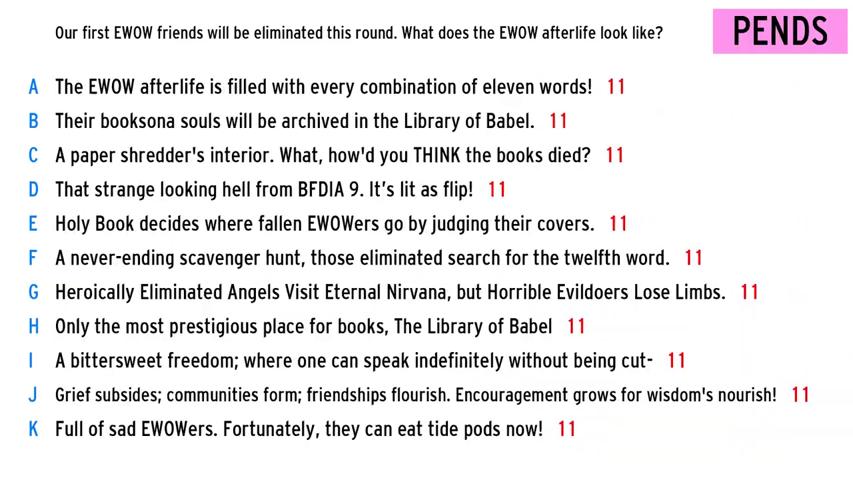 Our first EWOW friends will be eliminated this round. What does the EWOW afterlife look like?
PENDS
A The EWOW afterlife is filled with every combination of eleven words! 11
B Their booksona souls will be archived in the Library of Babel. 11
C A paper shredder's interior. What, how'd you THINK the books died? 11
D That strange looking hell from BFDIA 9. It’s lit as flip! 11
E Holy Book decides where fallen EWOWers go by judging their covers. 11
F A never-ending scavenger hunt, those eliminated search for the twelfth word. 11
G Heroically Eliminated Angels Visit Eternal Nirvana, but Horrible Evildoers Lose Limbs. 11
H Only the most prestigious place for books, The Library of Babel 11
I A bittersweet freedom; where one can speak indefinitely without being cut- 11
J Grief subsides; communities form; friendships flourish. Encouragement grows for wisdom's nourish! 11
K Full of sad EWOWers. Fortunately, they can eat tide pods now! 11